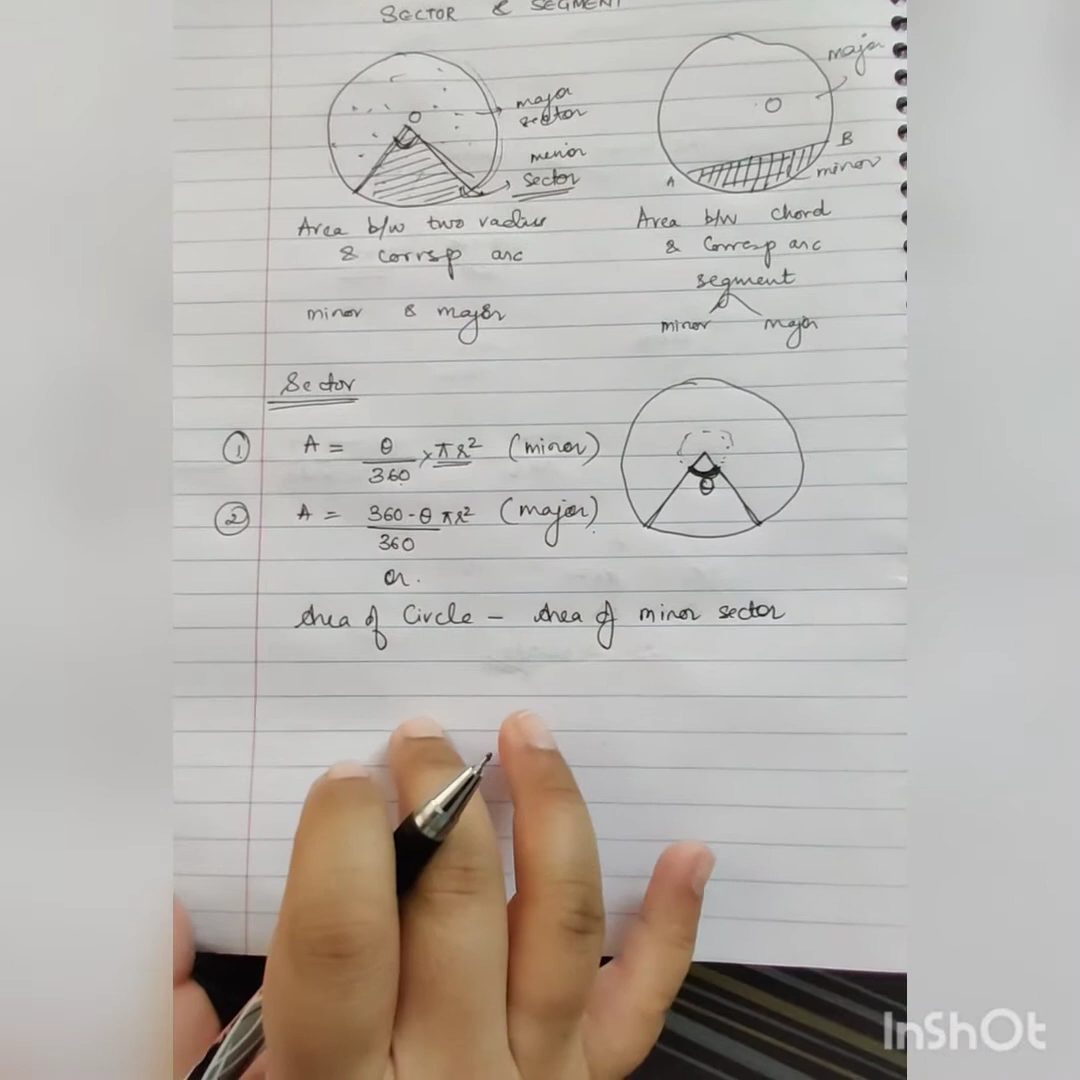 SECTOR & SEGMENT
major
sector
minor
sector
O
Area b/w two radius
& corrsp arc
minor & major
major
O
B
A
minor
Area b/w chord
& Corresp arc
segment
minor major
Sector
① A = θ/360 × πr² (minor)
② A = 360-θ/360 πr² (major)
or.
Area of Circle - Area of minor sector
θ
InShOt